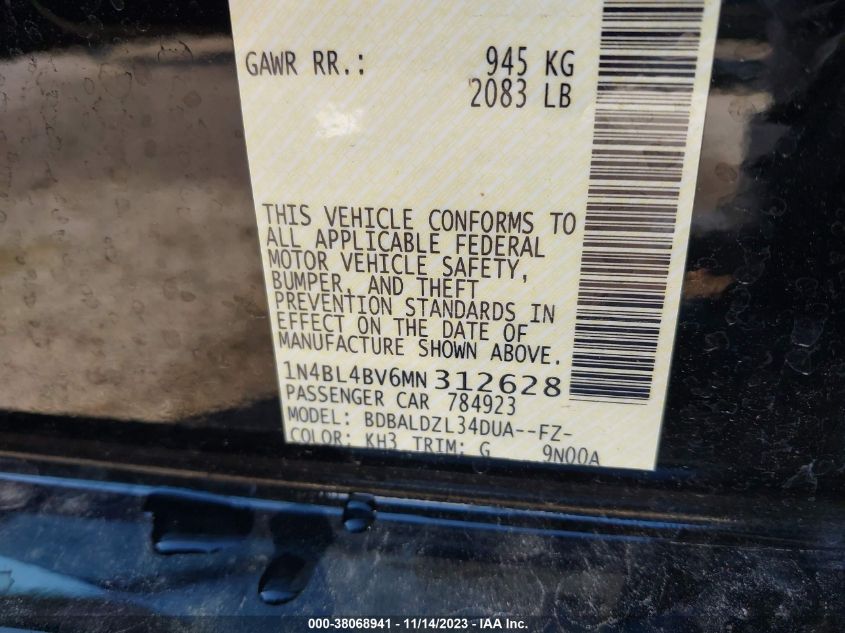 GAWR RR.: 945 KG
2083 LB
THIS VEHICLE CONFORMS TO
ALL APPLICABLE FEDERAL
MOTOR VEHICLE SAFETY,
BUMPER, AND THEFT
PREVENTION STANDARDS IN
EFFECT ON THE DATE OF
MANUFACTURE SHOWN ABOVE.
1N4BL4BV6MN312628
PASSENGER CAR 784923
MODEL: BDBALDZL34DUA--FZ-
COLOR: KH3 TRIM: G 9N00A
000-38068941 - 11/14/2023 - IAA Inc.